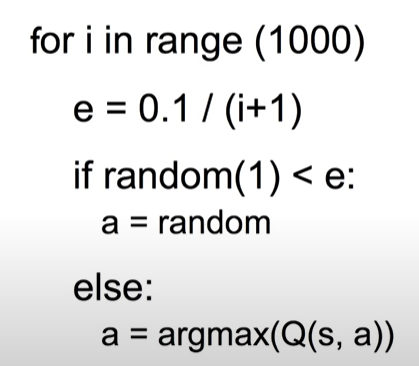 for i in range (1000)
e = 0.1 / (i+1)
if random(1) < e:
a = random
else:
a = argmax(Q(s, a))